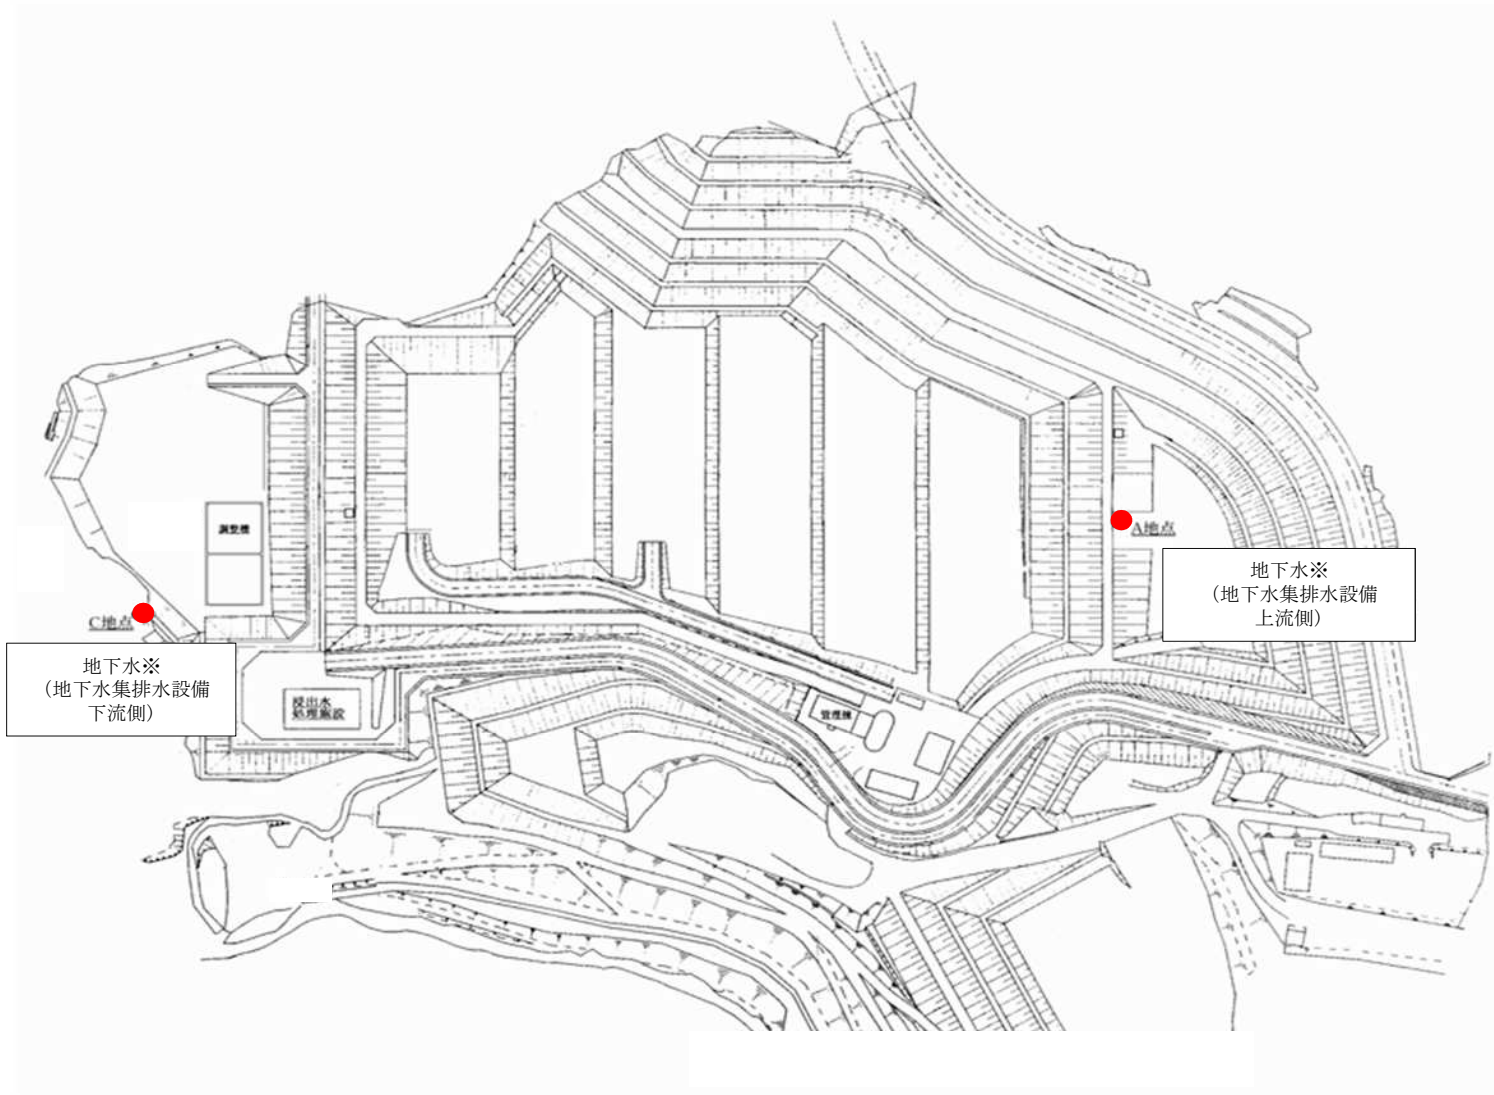 調整槽
A地点
地下水※
（地下水集排水設備
上流側）
C地点
地下水※
（地下水集排水設備
下流側）
浸出水
処理施設
管理棟